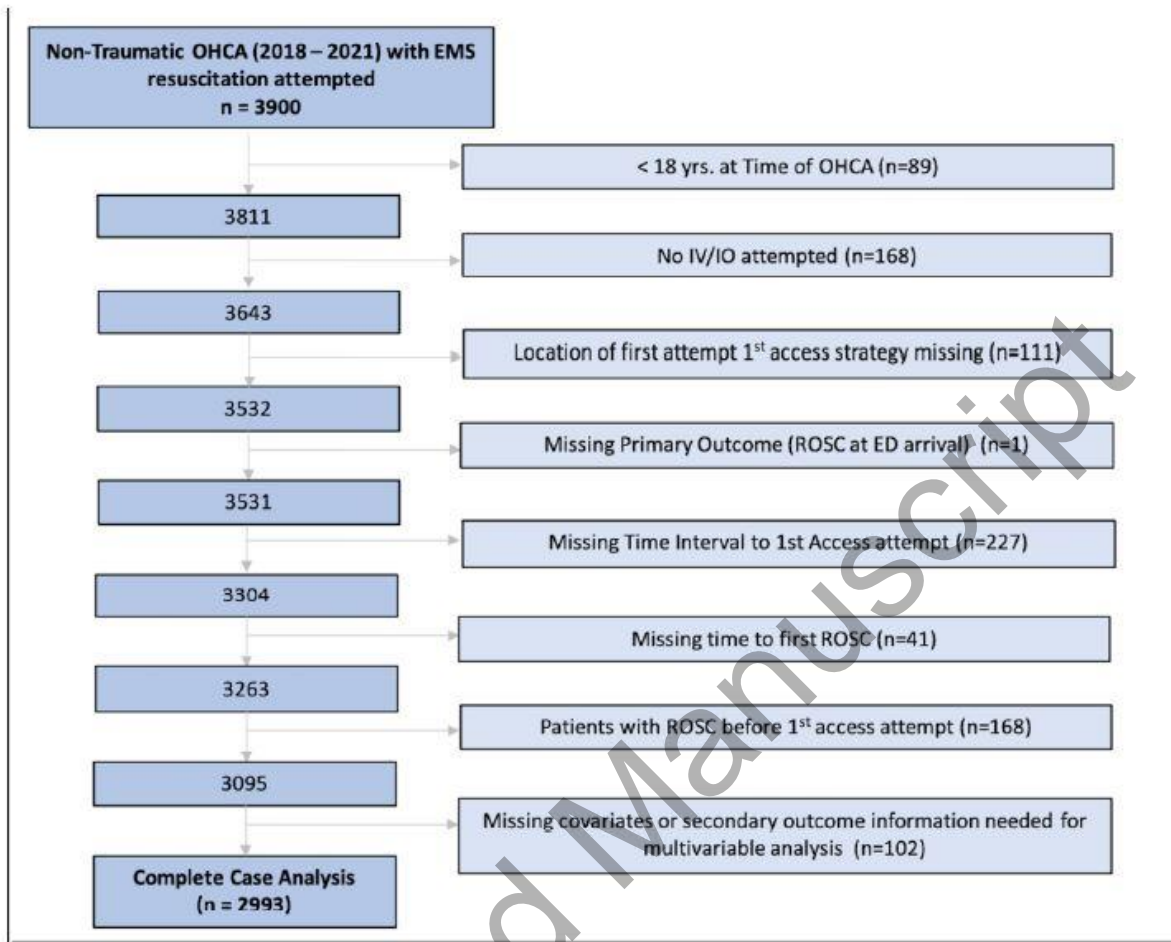 Non-Traumatic OHCA (2018 – 2021) with EMS
resuscitation attempted
n = 3900
< 18 yrs. at Time of OHCA (n=89)
3811
No IV/IO attempted (n=168)
3643
Location of first attempt 1st access strategy missing (n=111)
3532
Missing Primary Outcome (ROSC at ED arrival) (n=1)
3531
Missing Time Interval to 1st Access attempt (n=227)
3304
Missing time to first ROSC (n=41)
3263
Patients with ROSC before 1st access attempt (n=168)
3095
Missing covariates or secondary outcome information needed for
multivariable analysis (n=102)
Complete Case Analysis
(n = 2993)
d Manuscript